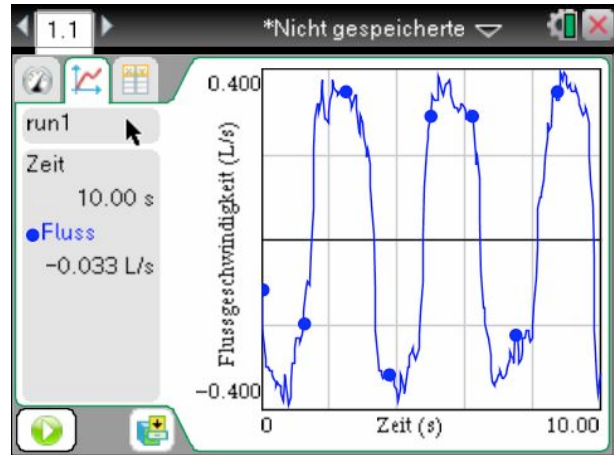 1.1
*Nicht gespeicherte
run1
Zeit
10.00 s
Fluss
-0.033 L/s
0.400
Flussgeschwindigkeit (L/s)
-0.400
0
Zeit (s)
10.00